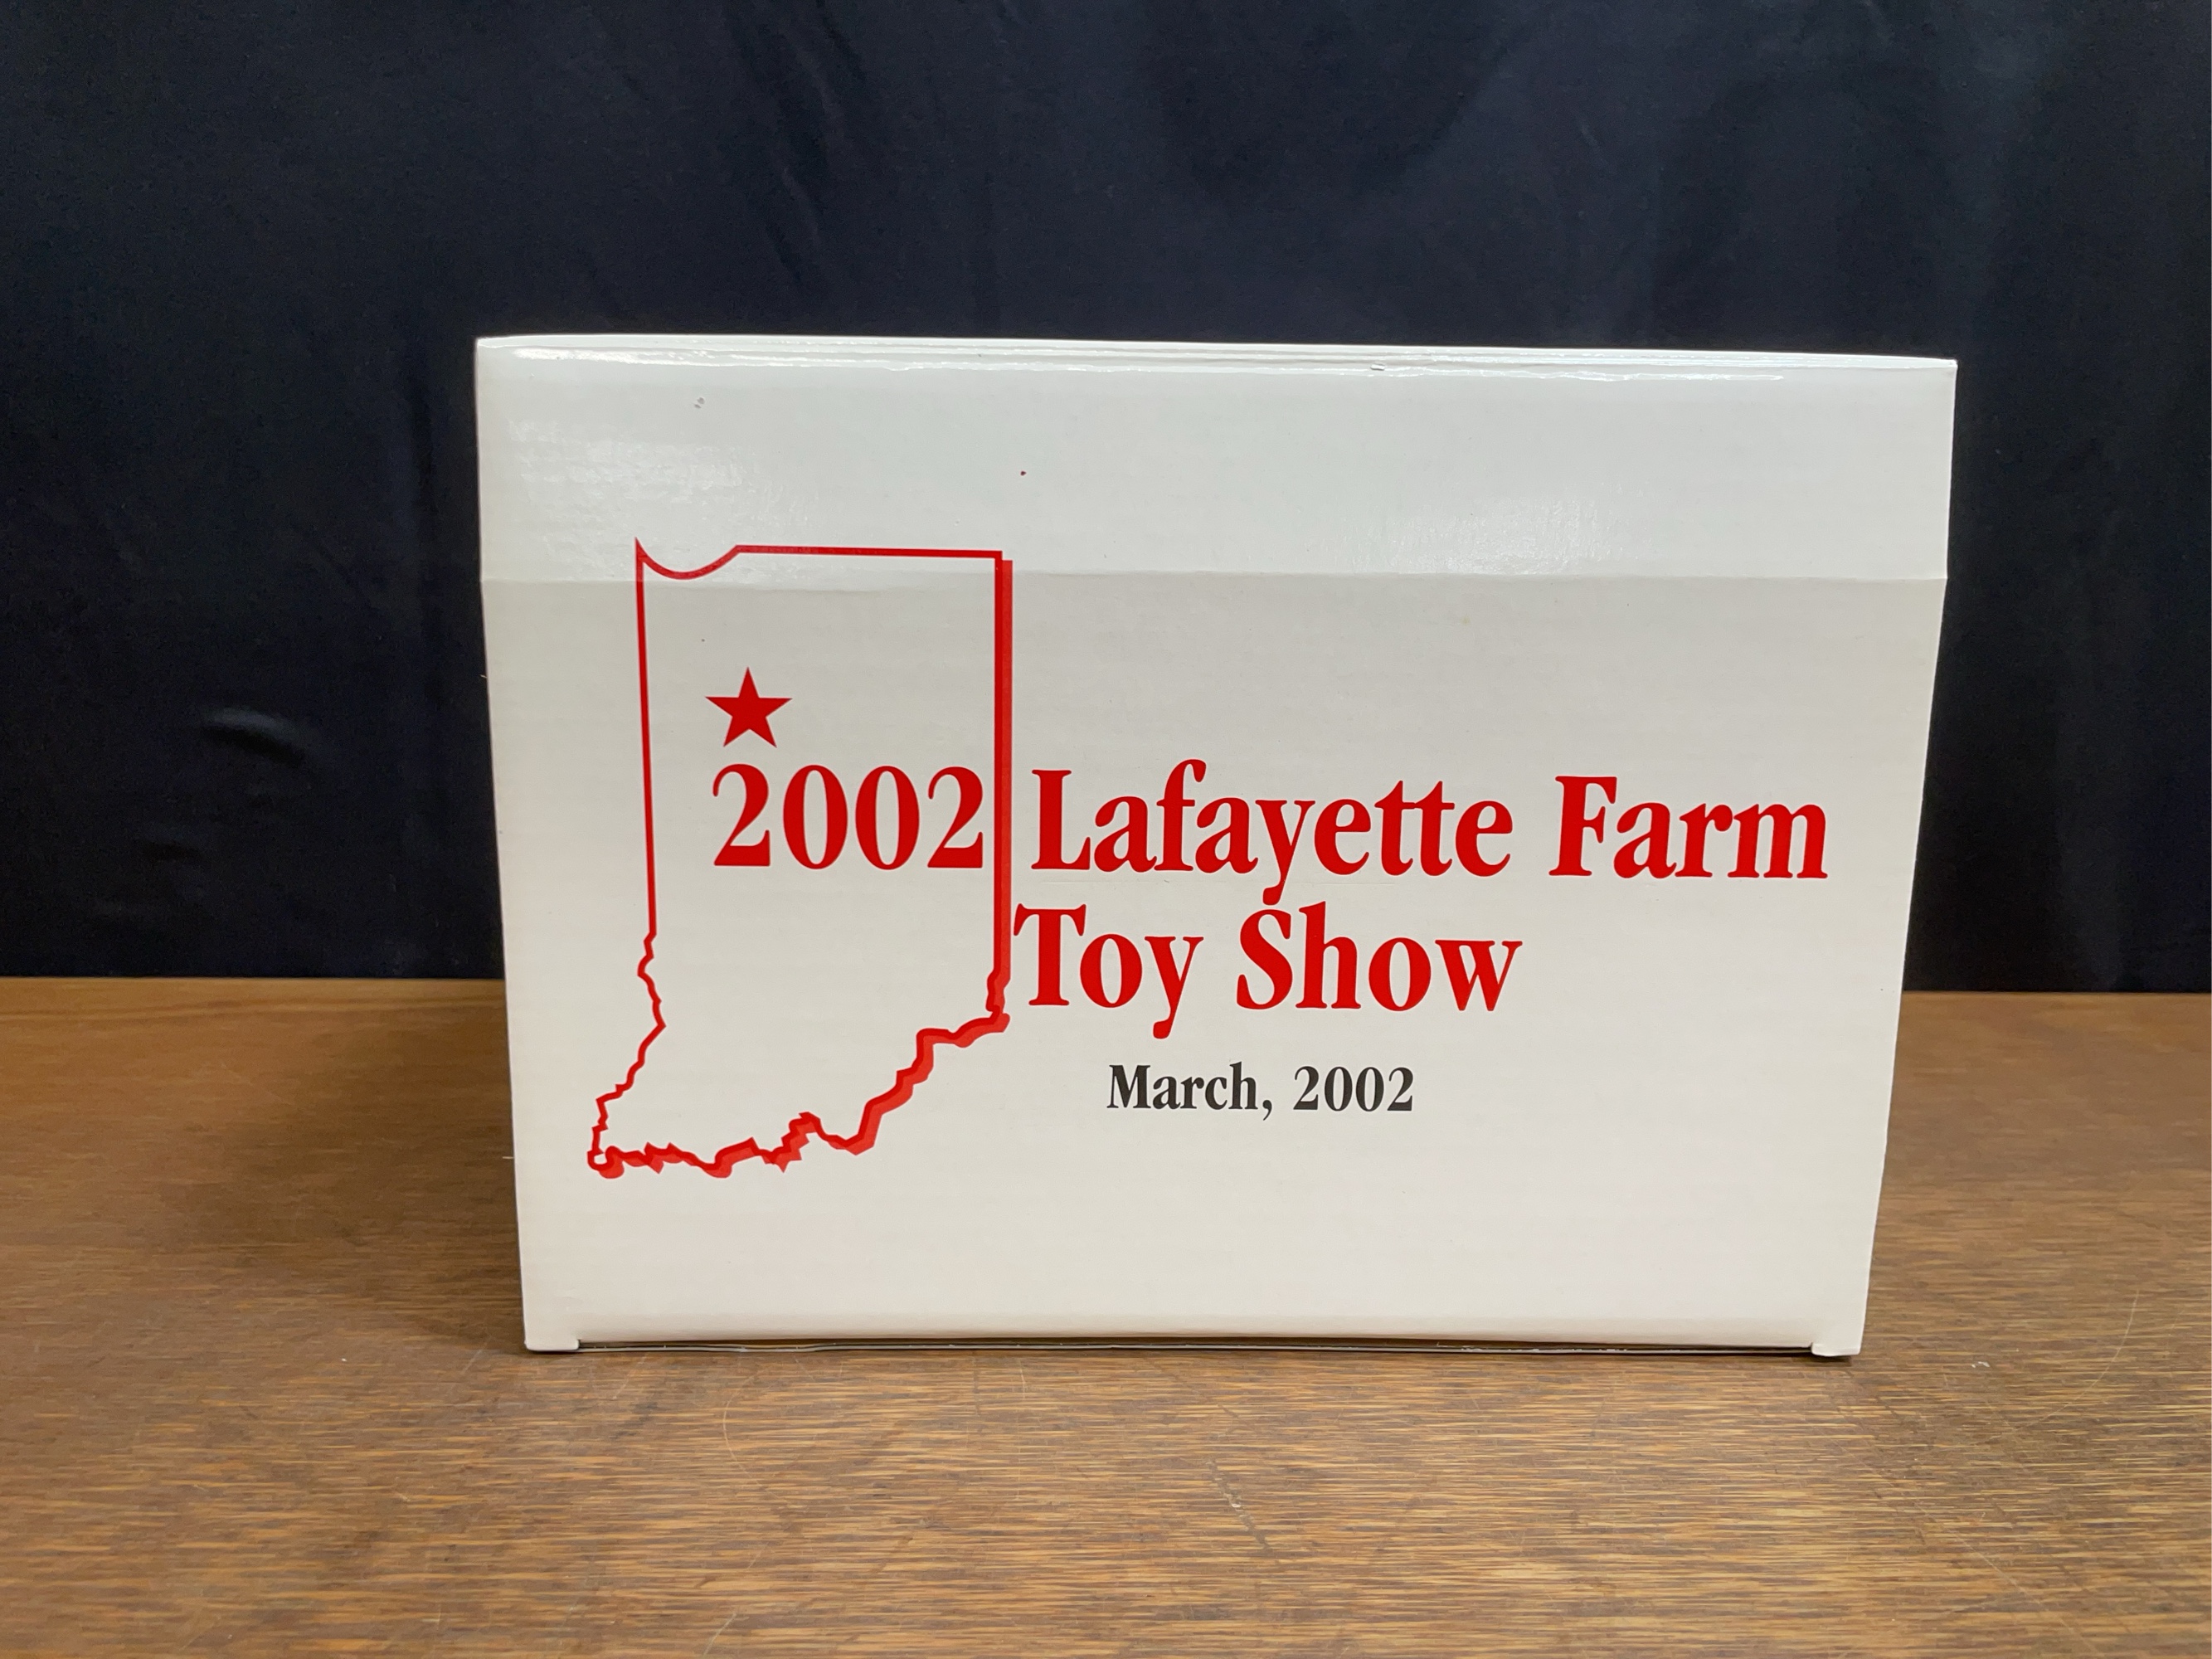 2002 Lafayette Farm
Toy Show
March, 2002